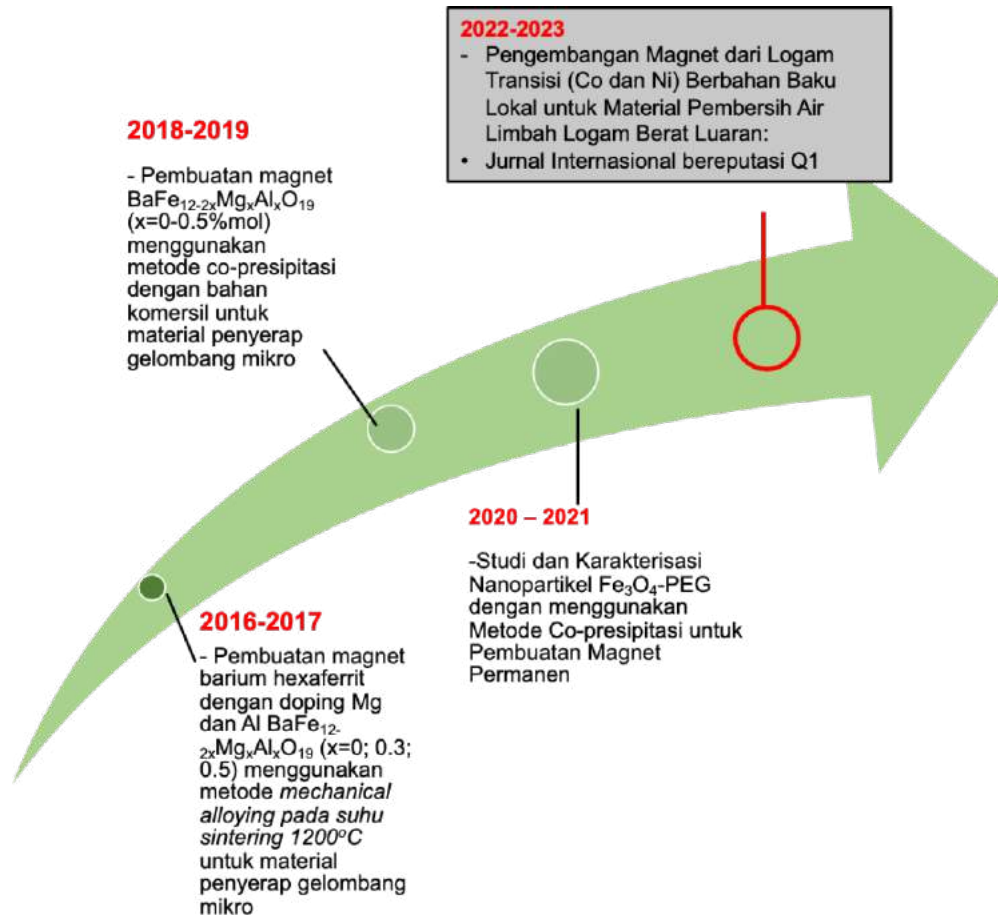 2016-2017
- Pembuatan magnet
barium hexaferrit
dengan doping Mg
dan Al BaFe₁₂₋
₂ₓMgₓAlₓO₁₉ (x=0; 0.3;
0.5) menggunakan
metode mechanical
alloying pada suhu
sintering 1200°C
untuk material
penyerap gelombang
mikro
2018-2019
- Pembuatan magnet
BaFe₁₂₋₂ₓMgₓAlₓO₁₉
(x=0-0.5%mol)
menggunakan
metode co-presipitasi
dengan bahan
komersil untuk
material penyerap
gelombang mikro
2020 – 2021
-Studi dan Karakterisasi
Nanopartikel Fe₃O₄-PEG
dengan menggunakan
Metode Co-presipitasi untuk
Pembuatan Magnet
Permanen
2022-2023
- Pengembangan Magnet dari Logam
Transisi (Co dan Ni) Berbahan Baku
Lokal untuk Material Pembersih Air
Limbah Logam Berat Luaran:
• Jurnal Internasional bereputasi Q1